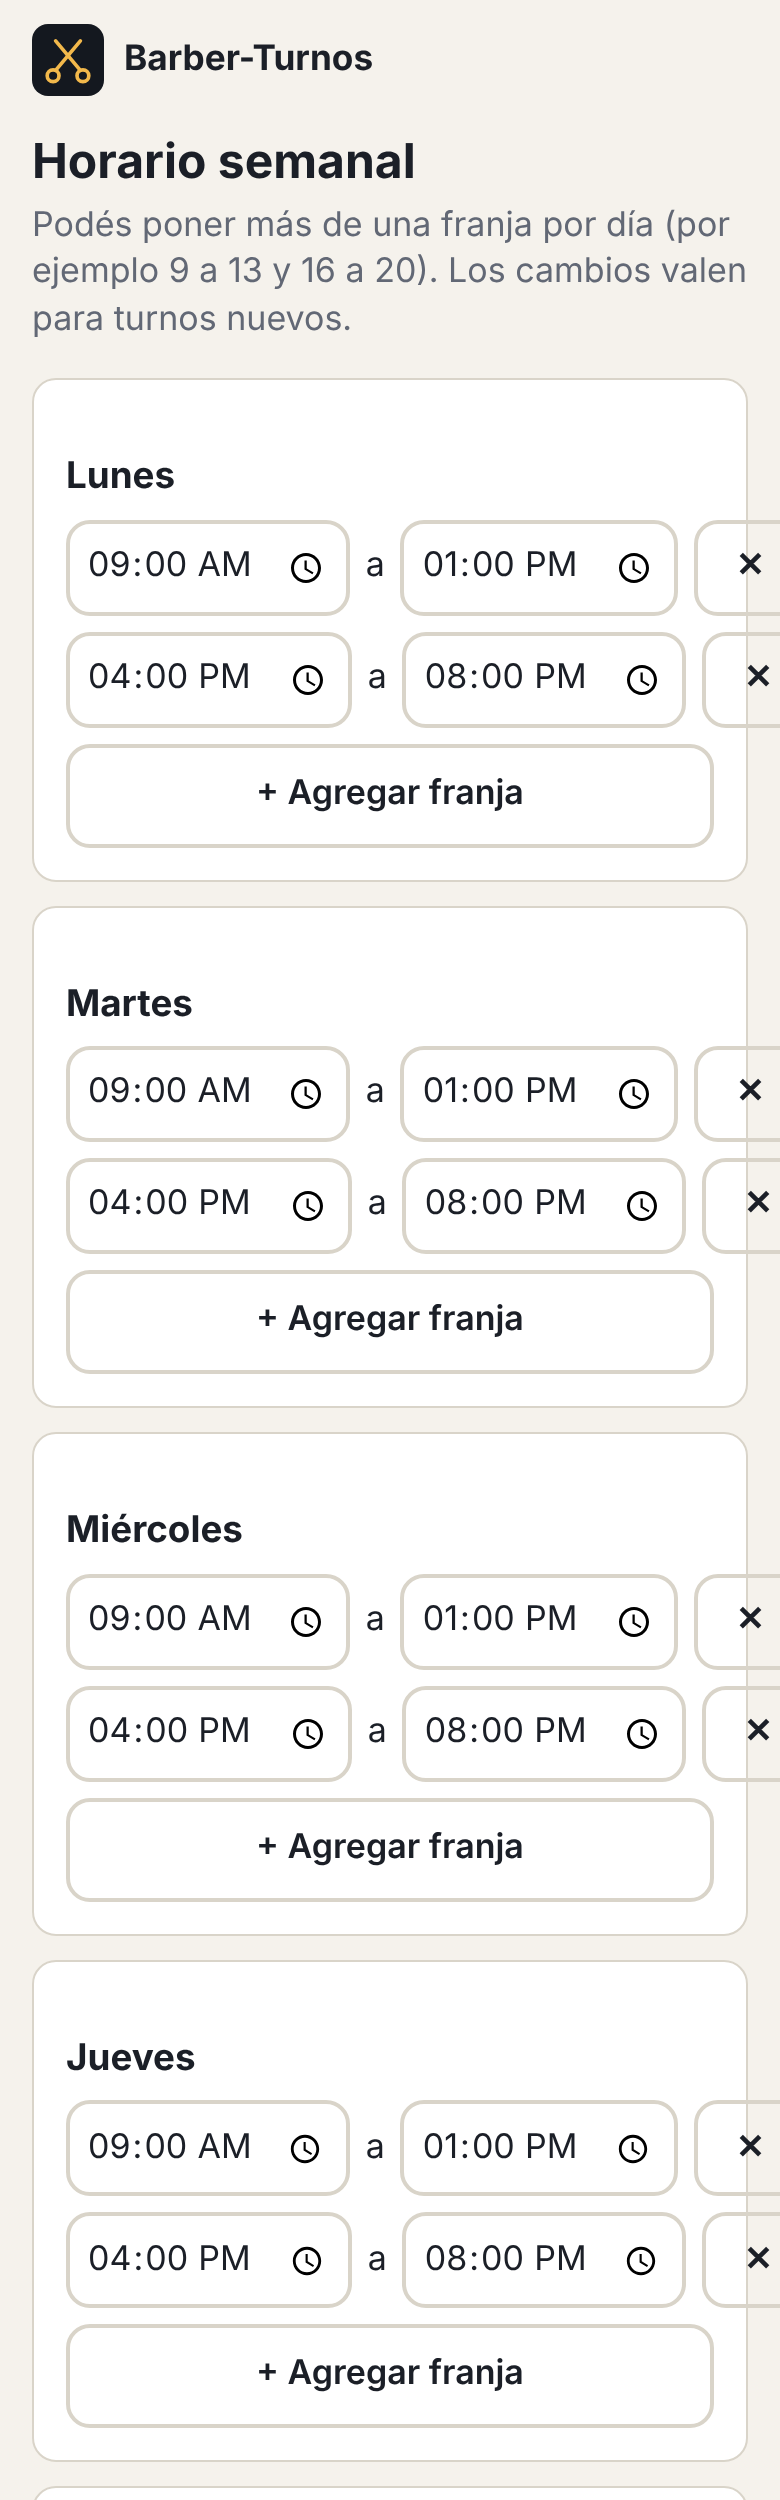 Barber-Turnos
Horario semanal
Podés poner más de una franja por día (por
ejemplo 9 a 13 y 16 a 20). Los cambios valen
para turnos nuevos.
Lunes
09:00 AM a 01:00 PM ✕
04:00 PM a 08:00 PM ✕
+ Agregar franja
Martes
09:00 AM a 01:00 PM ✕
04:00 PM a 08:00 PM ✕
+ Agregar franja
Miércoles
09:00 AM a 01:00 PM ✕
04:00 PM a 08:00 PM ✕
+ Agregar franja
Jueves
09:00 AM a 01:00 PM ✕
04:00 PM a 08:00 PM ✕
+ Agregar franja